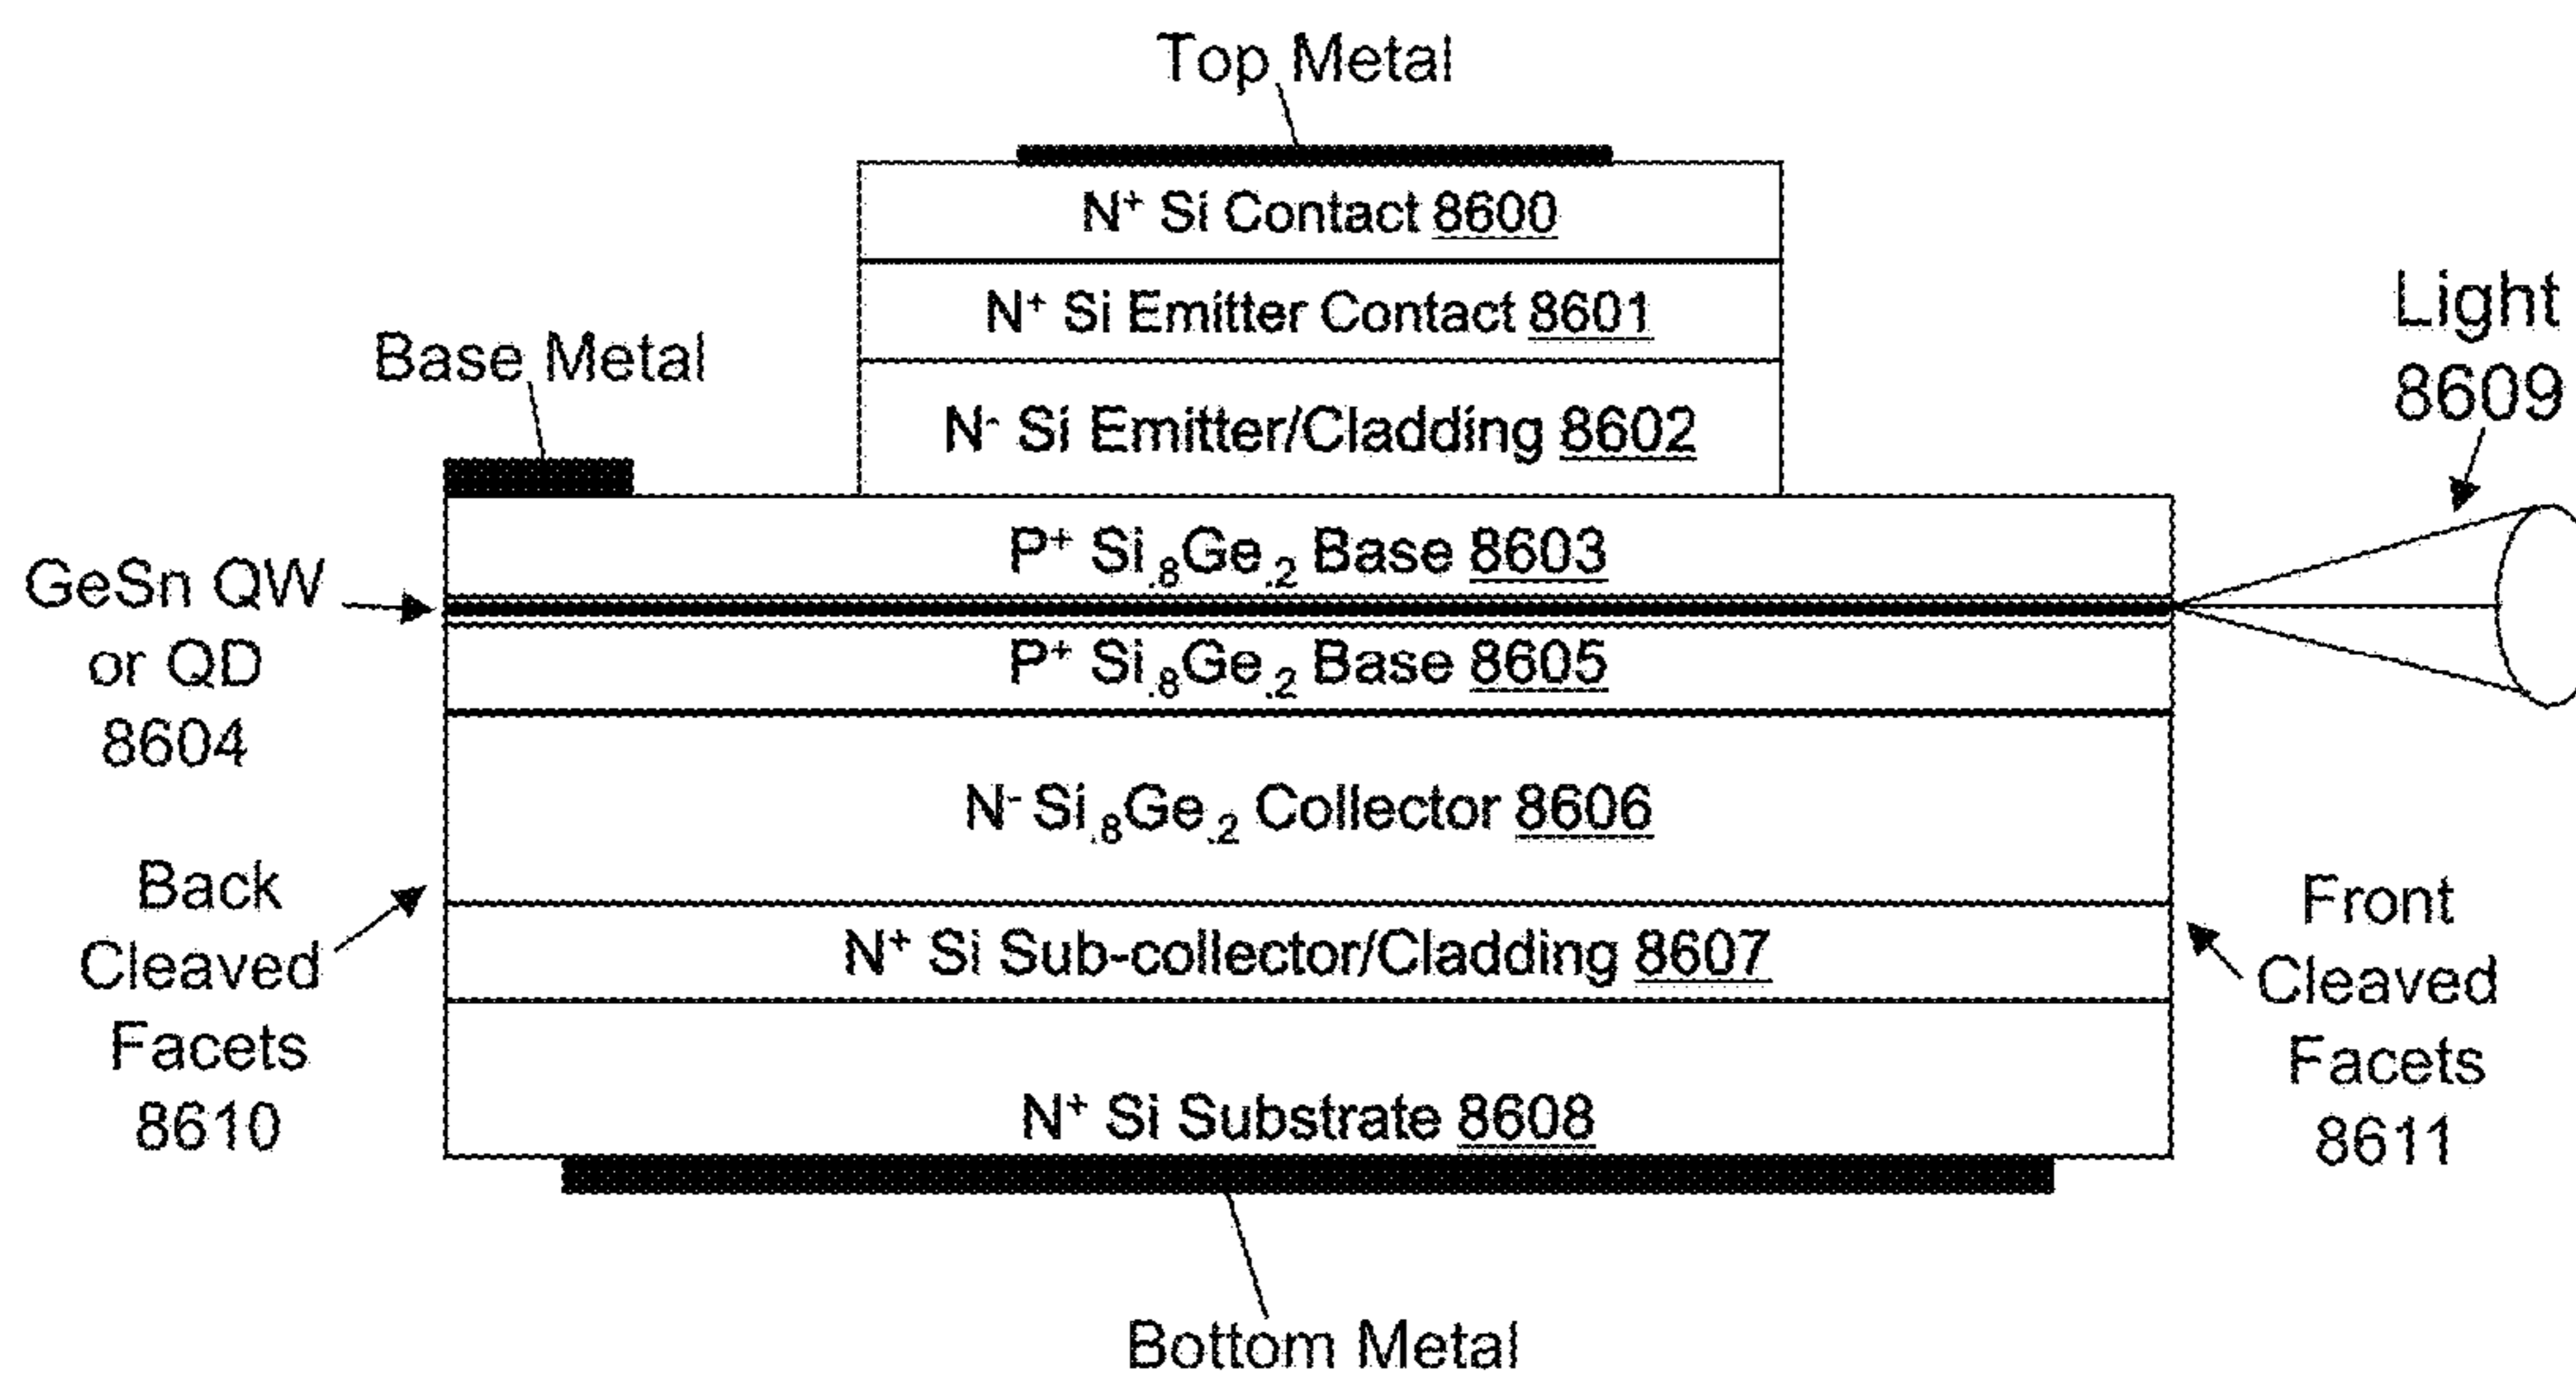 Top Metal
N⁺ Si Contact 8600
N⁺ Si Emitter Contact 8601
Light
8609
Base Metal
N⁻ Si Emitter/Cladding 8602
P⁺ Si.₈Ge.₂ Base 8603
GeSn QW
or QD
8604
P⁺ Si.₈Ge.₂ Base 8605
N⁻ Si.₈Ge.₂ Collector 8606
Back
Cleaved
Facets
8610
Front
Cleaved
Facets
8611
N⁺ Si Sub-collector/Cladding 8607
N⁺ Si Substrate 8608
Bottom Metal